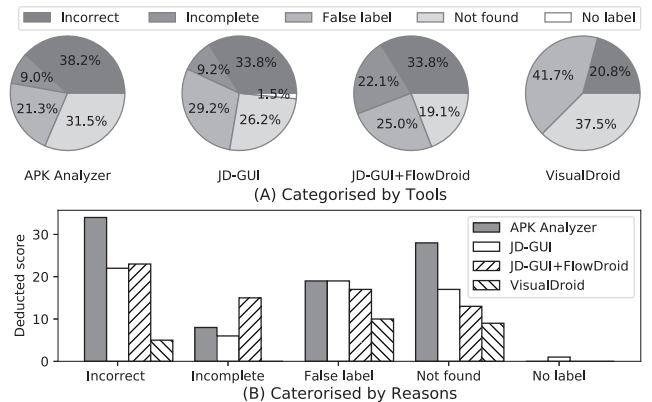 Incorrect Incomplete False label Not found No label
38.2%
9.0%
21.3%
31.5%
APK Analyzer
33.8%
9.2%
1.5%
29.2%
26.2%
JD-GUI
33.8%
22.1%
19.1%
25.0%
JD-GUI+FlowDroid
41.7%
20.8%
37.5%
VisualDroid
(A) Categorised by Tools
Deducted score
30
20
10
0
APK Analyzer
JD-GUI
JD-GUI+FlowDroid
VisualDroid
Incorrect Incomplete False label Not found No label
(B) Caterorised by Reasons